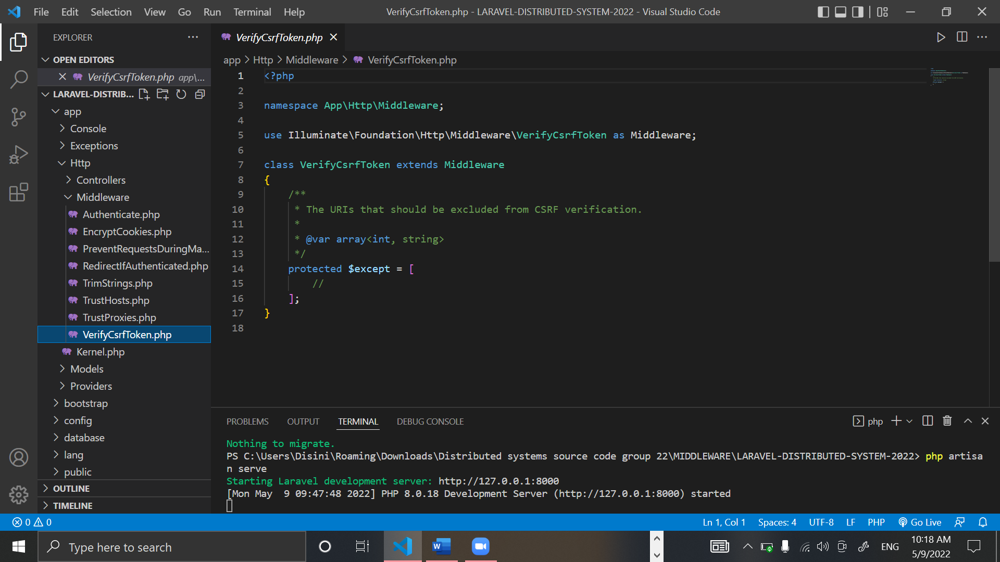 File Edit Selection View Go Run Terminal Help
VerifyCsrfToken.php - LARAVEL-DISTRIBUTED-SYSTEM-2022 - Visual Studio Code
EXPLORER
OPEN EDITORS
VerifyCsrfToken.php app\...
LARAVEL-DISTRIB...
app
Console
Exceptions
Http
Controllers
Middleware
Authenticate.php
EncryptCookies.php
PreventRequestsDuringMa...
RedirectIfAuthenticated.php
TrimStrings.php
TrustHosts.php
TrustProxies.php
VerifyCsrfToken.php
Kernel.php
Models
Providers
bootstrap
config
database
lang
public
OUTLINE
TIMELINE
VerifyCsrfToken.php
app > Http > Middleware > VerifyCsrfToken.php
1 <?php
2
3 namespace App\Http\Middleware;
4
5 use Illuminate\Foundation\Http\Middleware\VerifyCsrfToken as Middleware;
6
7 class VerifyCsrfToken extends Middleware
8 {
9     /**
10      * The URIs that should be excluded from CSRF verification.
11      *
12      * @var array<int, string>
13      */
14     protected $except = [
15         //
16     ];
17 }
18
PROBLEMS OUTPUT TERMINAL DEBUG CONSOLE
php
Nothing to migrate.
PS C:\Users\Disini\Roaming\Downloads\Distributed systems source code group 22\MIDDLEWARE\LARAVEL-DISTRIBUTED-SYSTEM-2022> php artisa
n serve
Starting Laravel development server: http://127.0.0.1:8000
[Mon May  9 09:47:48 2022] PHP 8.0.18 Development Server (http://127.0.0.1:8000) started
0 0
Ln 1, Col 1 Spaces: 4 UTF-8 LF PHP Go Live
Type here to search
ENG
10:18 AM
5/9/2022